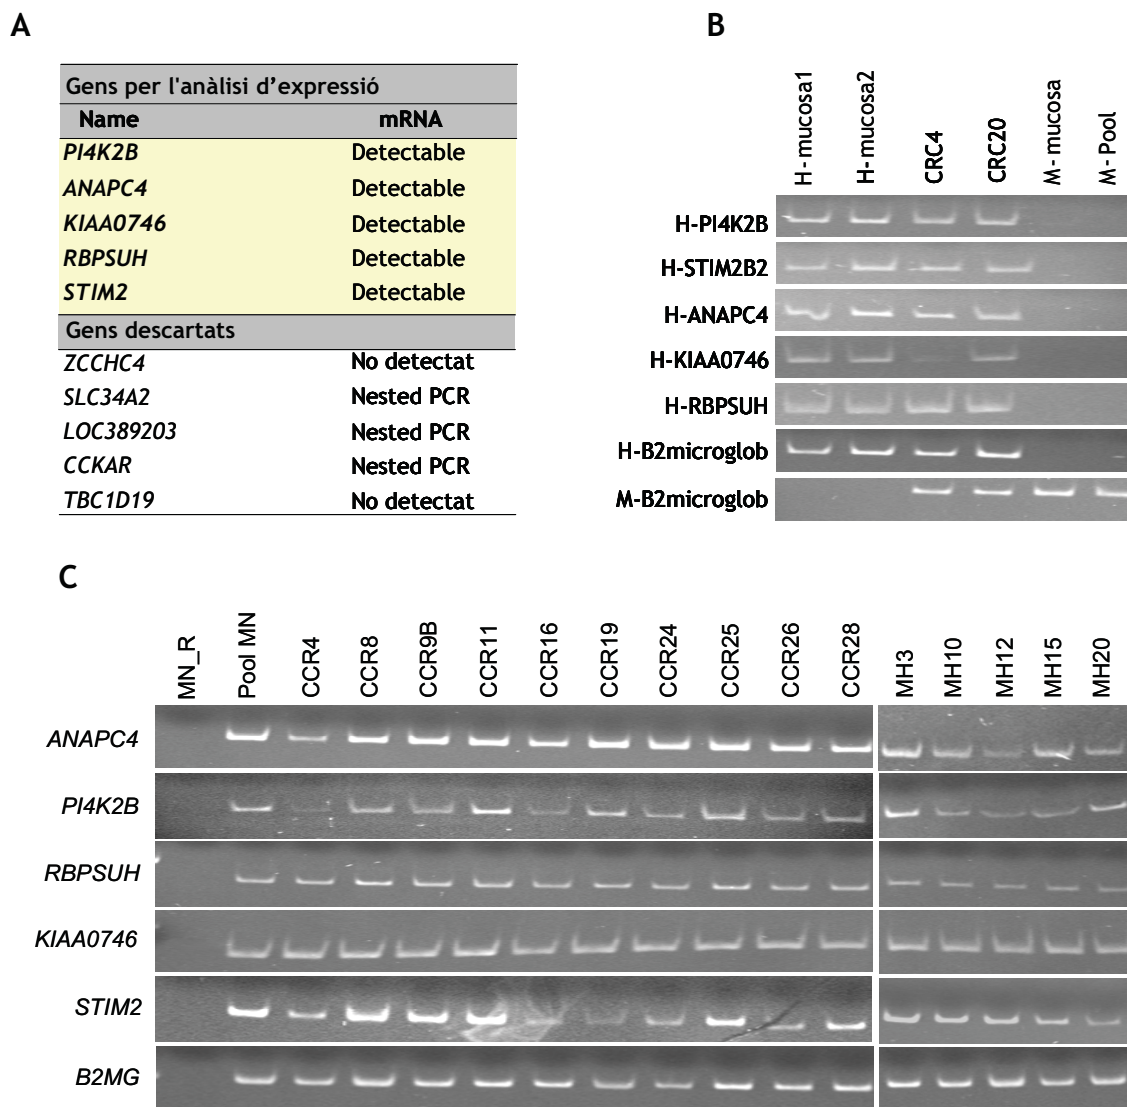 A
Gens per l'anàlisi d'expressió
Name mRNA
PI4K2B Detectable
ANAPC4 Detectable
KIAA0746 Detectable
RBPSUH Detectable
STIM2 Detectable
Gens descartats
ZCCHC4 No detectat
SLC34A2 Nested PCR
LOC389203 Nested PCR
CCKAR Nested PCR
TBC1D19 No detectat
B
H-mucosa1 H-mucosa2 CRC4 CRC20 M-mucosa M-Pool
H-PI4K2B
H-STIM2B2
H-ANAPC4
H-KIAA0746
H-RBPSUH
H-B2microglob
M-B2microglob
C
MN_R Pool MN CCR4 CCR8 CCR9B CCR11 CCR16 CCR19 CCR24 CCR25 CCR26 CCR28 MH3 MH10 MH12 MH15 MH20
ANAPC4
PI4K2B
RBPSUH
KIAA0746
STIM2
B2MG